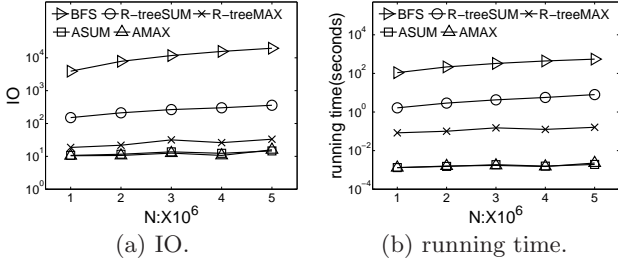 BFS R-treeSUM R-treeMAX
ASUM AMAX
10^4
10^3
10^2
10^1
10^0
IO
1 2 3 4 5
N:X10^6
(a) IO.
BFS R-treeSUM R-treeMAX
ASUM AMAX
10^4
10^2
10^0
10^-2
10^-4
running time(seconds)
1 2 3 4 5
N:X10^6
(b) running time.